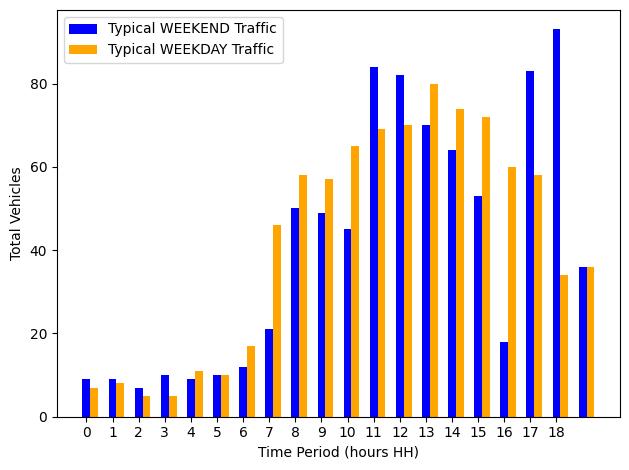 Typical WEEKEND Traffic
Typical WEEKDAY Traffic
80
60
40
20
0
Total Vehicles
0 1 2 3 4 5 6 7 8 9 10 11 12 13 14 15 16 17 18
Time Period (hours HH)